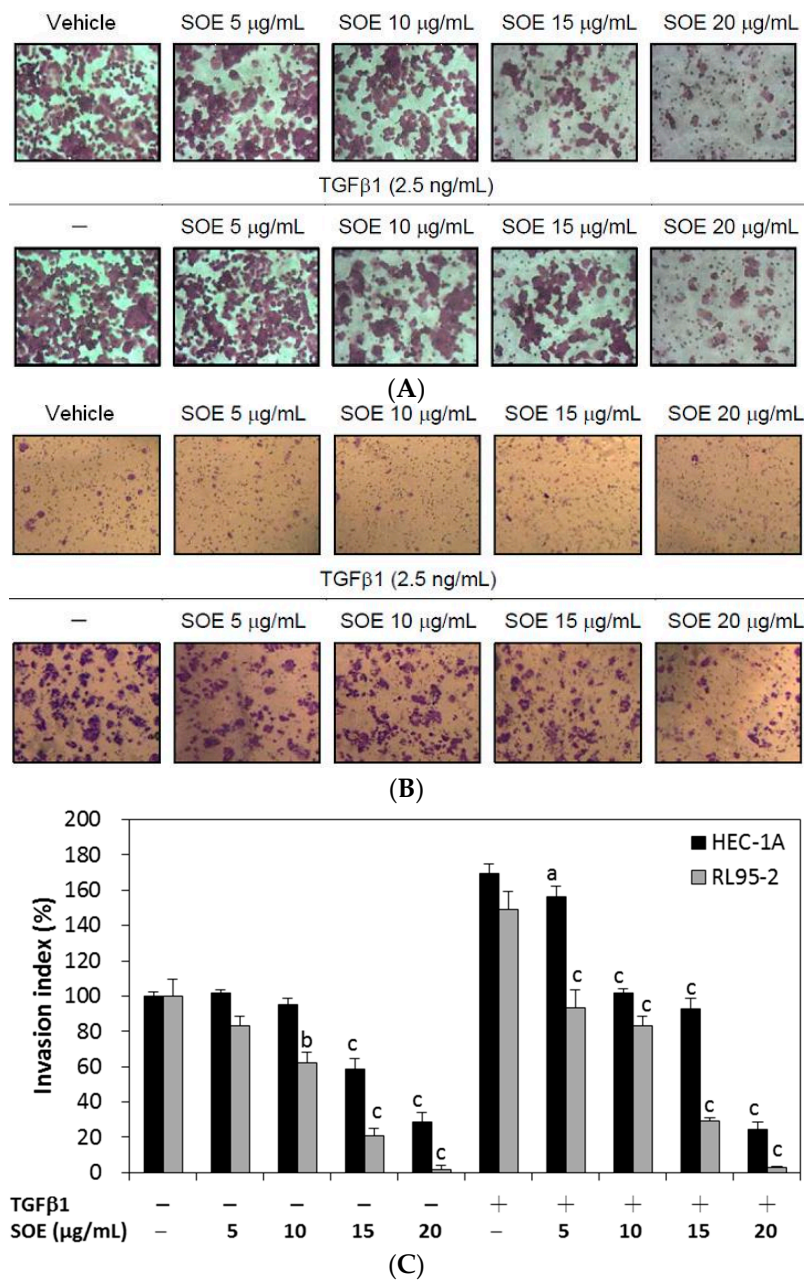 Vehicle SOE 5 μg/mL SOE 10 μg/mL SOE 15 μg/mL SOE 20 μg/mL
TGFβ1 (2.5 ng/mL)
– SOE 5 μg/mL SOE 10 μg/mL SOE 15 μg/mL SOE 20 μg/mL
(A)
Vehicle SOE 5 μg/mL SOE 10 μg/mL SOE 15 μg/mL SOE 20 μg/mL
TGFβ1 (2.5 ng/mL)
– SOE 5 μg/mL SOE 10 μg/mL SOE 15 μg/mL SOE 20 μg/mL
(B)
Invasion index (%)
200
180
160
140
120
100
80
60
40
20
0
HEC-1A
RL95-2
b c c c c a c c c c c c c
TGFβ1 – – – – – + + + + +
SOE (μg/mL) – 5 10 15 20 – 5 10 15 20
(C)